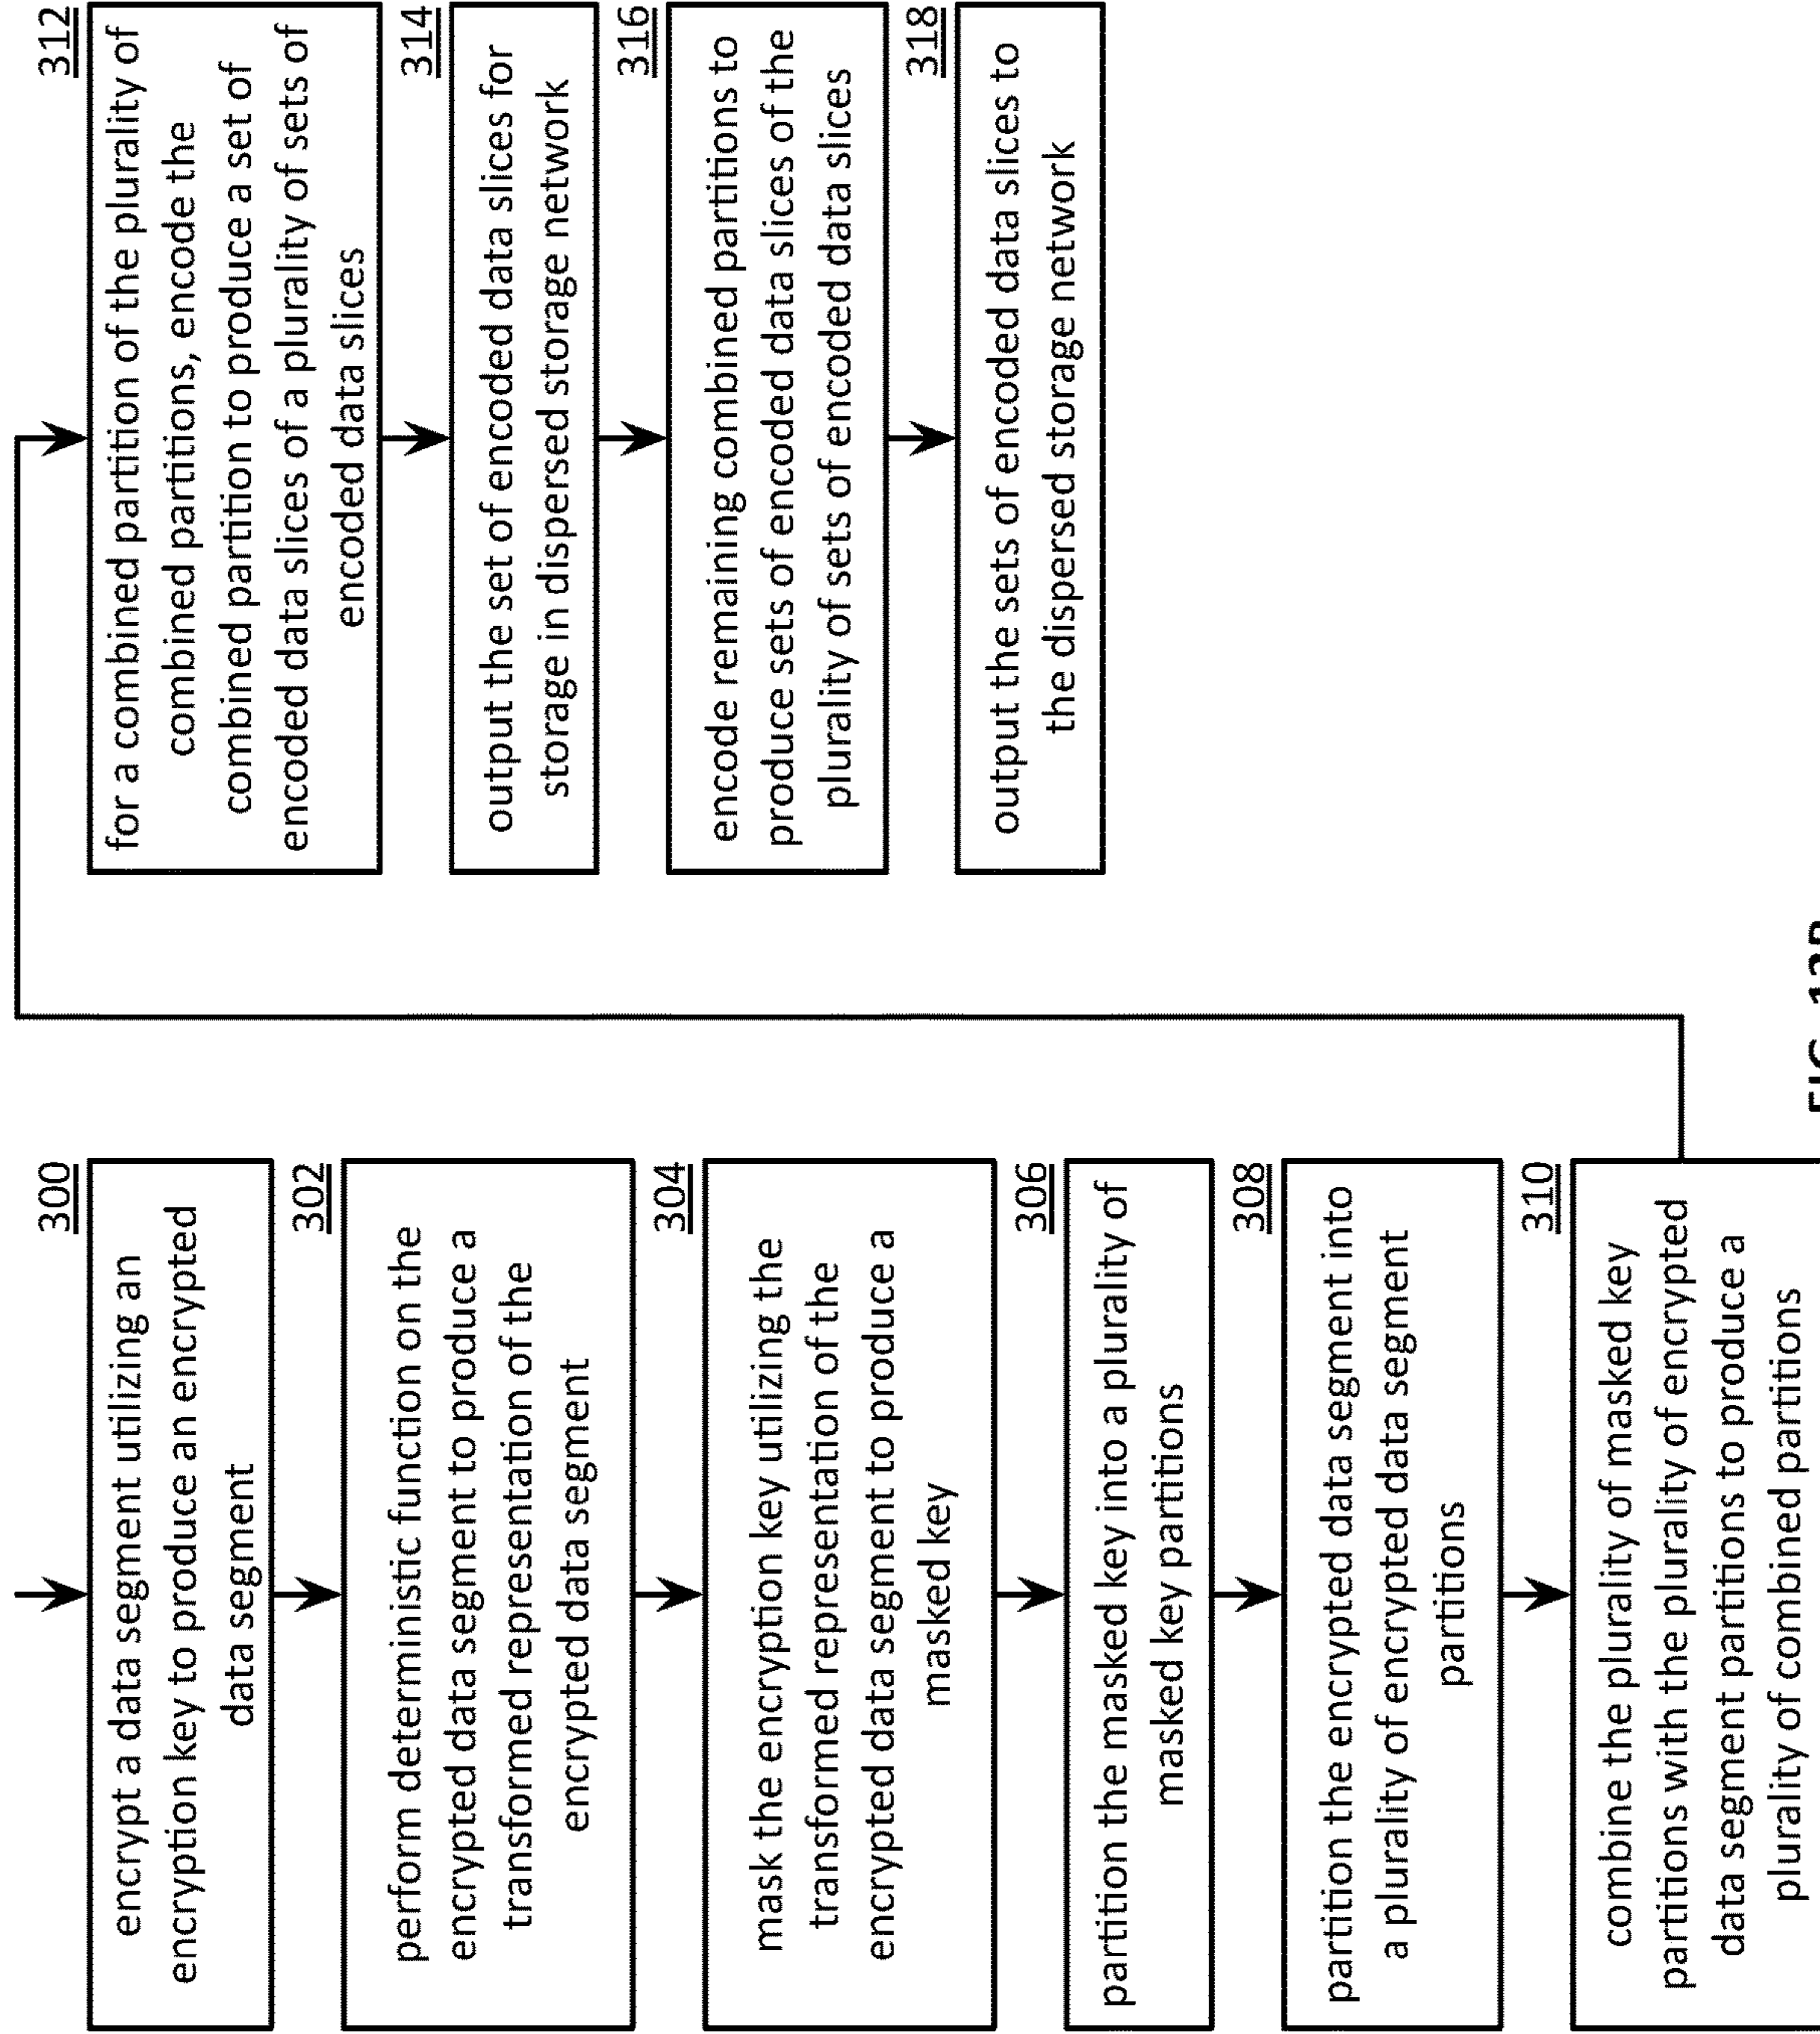 300
encrypt a data segment utilizing an
encryption key to produce an encrypted
data segment
302
perform deterministic function on the
encrypted data segment to produce a
transformed representation of the
encrypted data segment
304
mask the encryption key utilizing the
transformed representation of the
encrypted data segment to produce a
masked key
306
partition the masked key into a plurality of
masked key partitions
308
partition the encrypted data segment into
a plurality of encrypted data segment
partitions
310
combine the plurality of masked key
partitions with the plurality of encrypted
data segment partitions to produce a
plurality of combined partitions
312
for a combined partition of the plurality of
combined partitions, encode the
combined partition to produce a set of
encoded data slices of a plurality of sets of
encoded data slices
314
output the set of encoded data slices for
storage in dispersed storage network
316
encode remaining combined partitions to
produce sets of encoded data slices of the
plurality of sets of encoded data slices
318
output the sets of encoded data slices to
the dispersed storage network
FIG.